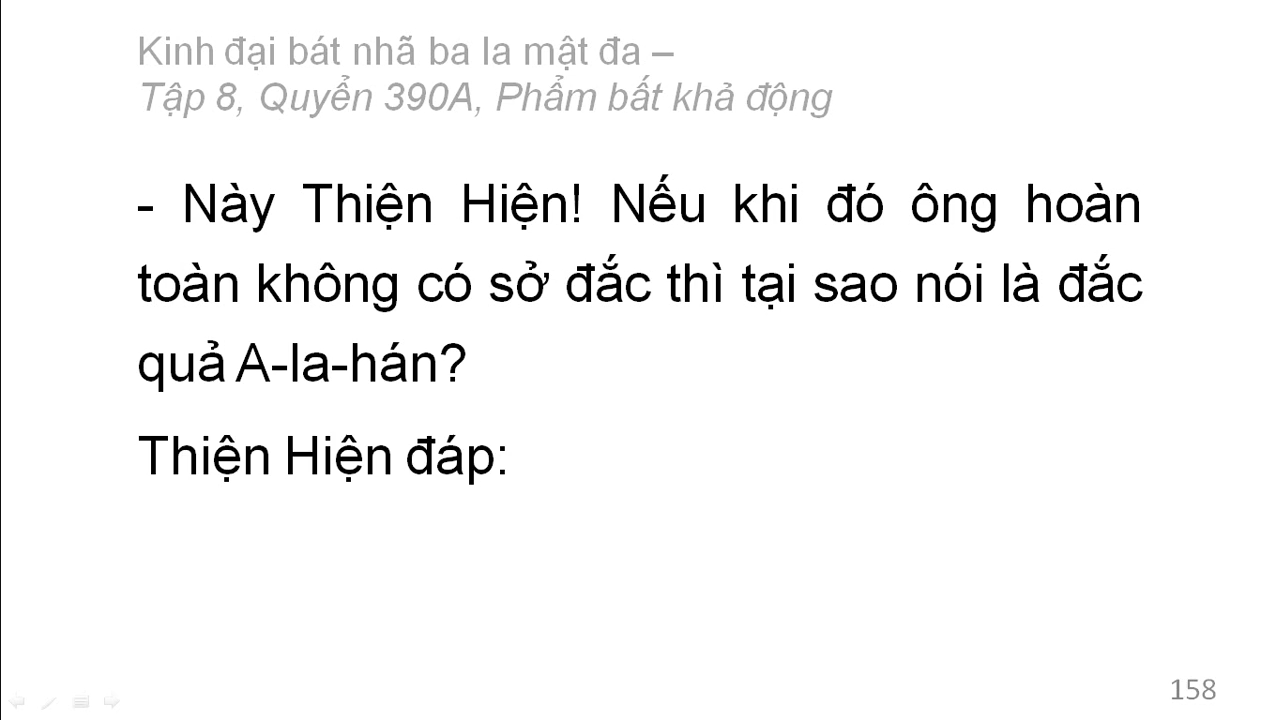 Kinh đại bát nhã ba la mật đa –
Tập 8, Quyển 390A, Phẩm bất khả động
- Này Thiện Hiện! Nếu khi đó ông hoàn
toàn không có sở đắc thì tại sao nói là đắc
quả A-la-hán?
Thiện Hiện đáp:
158